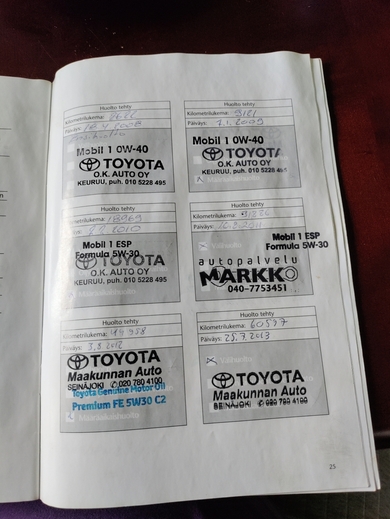 Huolto tehty
Kilometrilukema:
Päiväys:
Mobil 1 0W-40
TOYOTA
O.K. AUTO OY
KEURUU, puh. 010 5228 495
Huolto tehty
Kilometrilukema: 9121
Päiväys: 7.1.2009
Mobil 1 0W-40
TOYOTA
O.K. AUTO OY
KEURUU, puh. 010 5228 495
Huolto tehty
Kilometrilukema: 18969
Päiväys: 2010
Mobil 1 ESP
Formula 5W-30
TOYOTA
O.K. AUTO OY
KEURUU, puh. 010 5228 495
Huolto tehty
Kilometrilukema:
Päiväys:
Mobil 1 ESP
Formula 5W-30
autopalvelu
MARKKO
040-7753451
Huolto tehty
Kilometrilukema:
Päiväys: 3.8.2012
TOYOTA
Maakunnan Auto
SEINÄJOKI 020 780 4100
Toyota Genuine Motor Oil
Premium FE 5W30 C2
Huolto tehty
Kilometrilukema: 60597
Päiväys: 25.7.2013
TOYOTA
Maakunnan Auto
SEINÄJOKI 020 780 4100
25